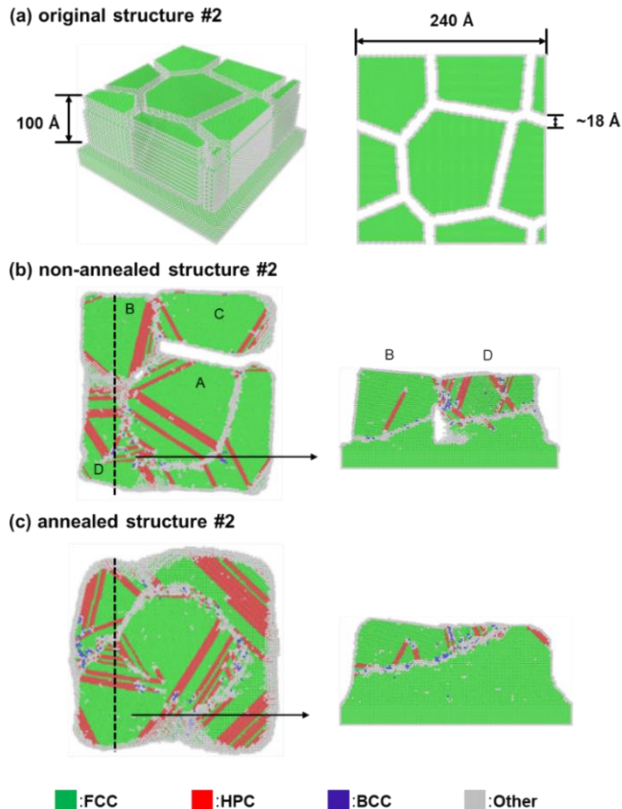 (a) original structure #2
240 Å
100 Å
~18 Å
(b) non-annealed structure #2
B
C
A
D
B
D
(c) annealed structure #2
:FCC
:HPC
:BCC
:Other